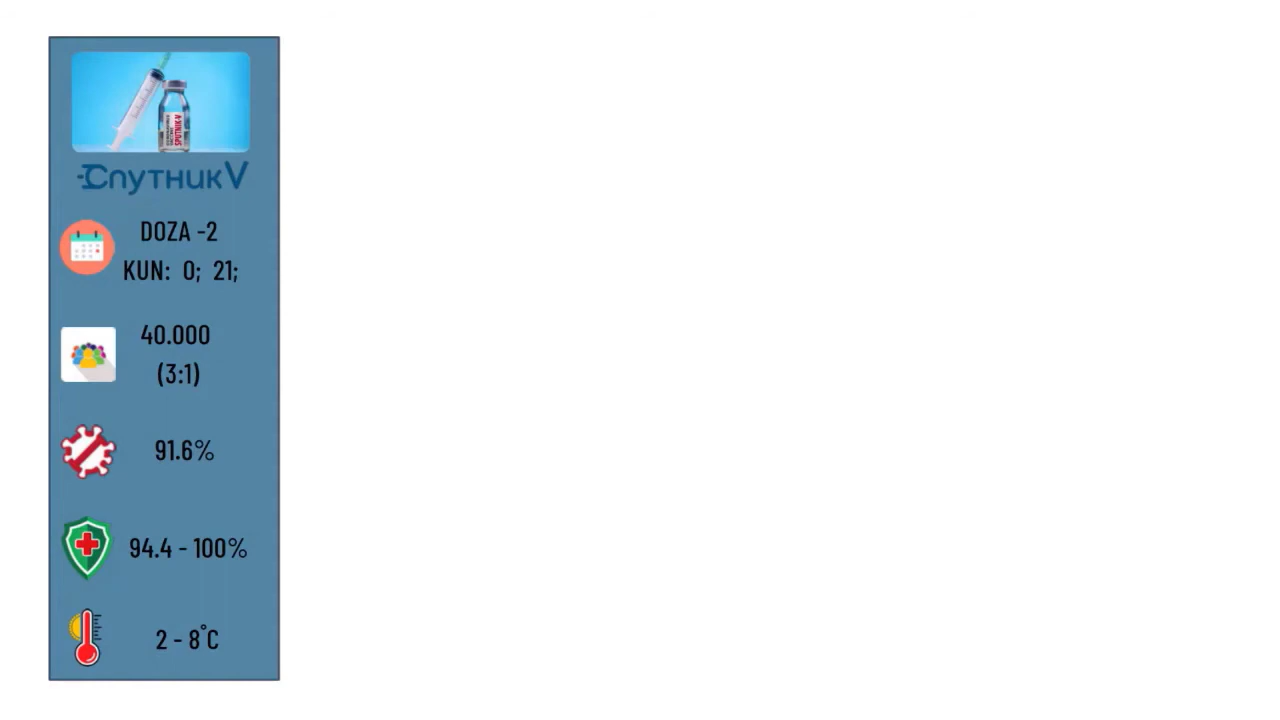 СпутникV
DOZA -2
KUN: 0; 21;
40.000
(3:1)
91.6%
94.4 - 100%
2 - 8°C